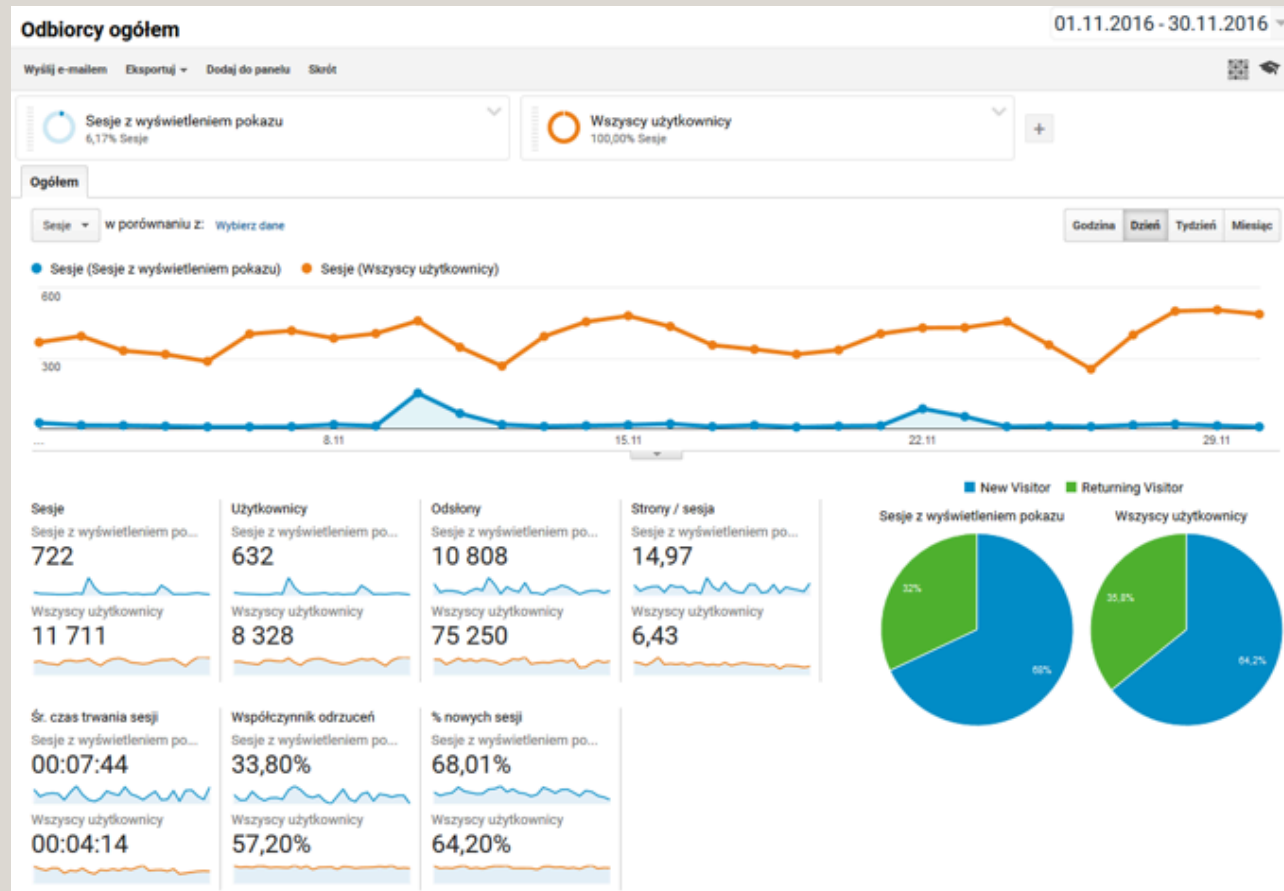 Odbiorcy ogółem
01.11.2016 - 30.11.2016
Wyślij e-mailem Eksportuj Dodaj do panelu Skrót
Sesje z wyświetleniem pokazu
6,17% Sesje
Wszyscy użytkownicy
100,00% Sesje
+
Ogółem
Sesje w porównaniu z: Wybierz dane
Godzina Dzień Tydzień Miesiąc
Sesje (Sesje z wyświetleniem pokazu) Sesje (Wszyscy użytkownicy)
600
300
... 8.11 15.11 22.11 29.11
New Visitor Returning Visitor
Sesje z wyświetleniem pokazu Wszyscy użytkownicy
32%
68%
35,8%
64,2%
Sesje
Sesje z wyświetleniem po...
722
Wszyscy użytkownicy
11 711
Użytkownicy
Sesje z wyświetleniem po...
632
Wszyscy użytkownicy
8 328
Odsłony
Sesje z wyświetleniem po...
10 808
Wszyscy użytkownicy
75 250
Strony / sesja
Sesje z wyświetleniem po...
14,97
Wszyscy użytkownicy
6,43
Śr. czas trwania sesji
Sesje z wyświetleniem po...
00:07:44
Wszyscy użytkownicy
00:04:14
Współczynnik odrzuceń
Sesje z wyświetleniem po...
33,80%
Wszyscy użytkownicy
57,20%
% nowych sesji
Sesje z wyświetleniem po...
68,01%
Wszyscy użytkownicy
64,20%